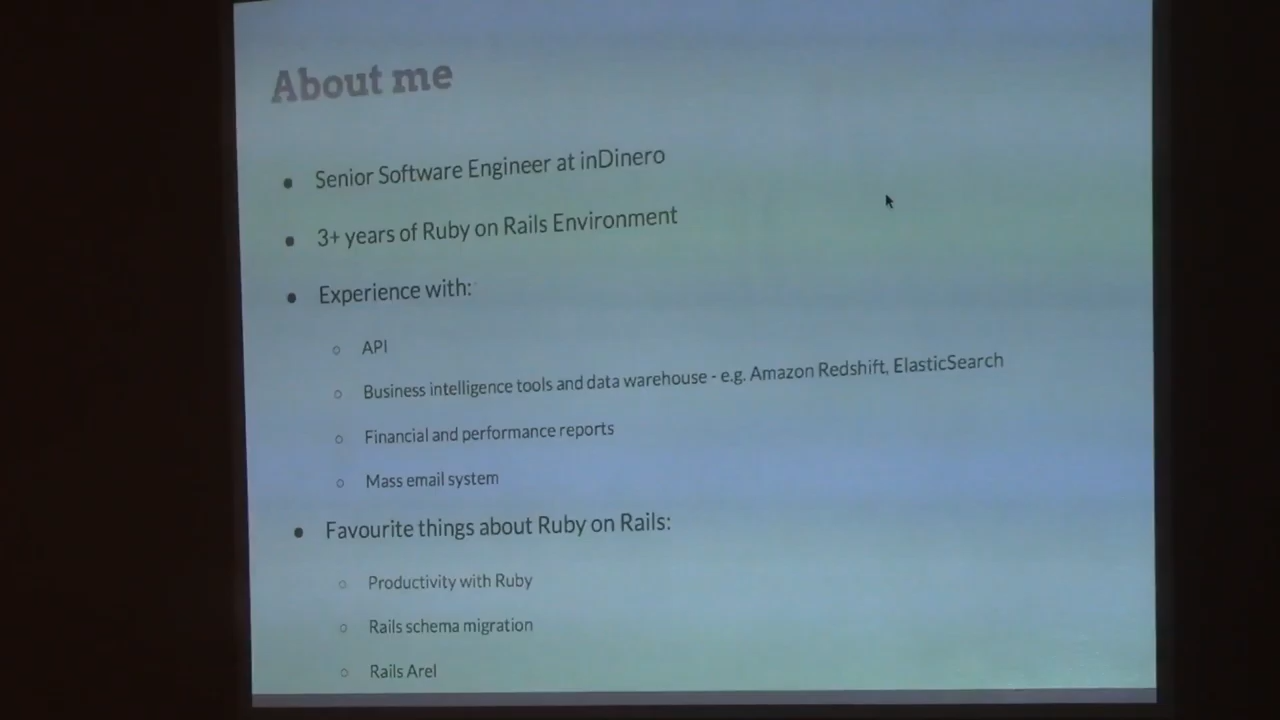 About me
Senior Software Engineer at inDinero
3+ years of Ruby on Rails Environment
Experience with:
API
Business intelligence tools and data warehouse - e.g. Amazon Redshift, ElasticSearch
Financial and performance reports
Mass email system
Favourite things about Ruby on Rails:
Productivity with Ruby
Rails schema migration
Rails Arel